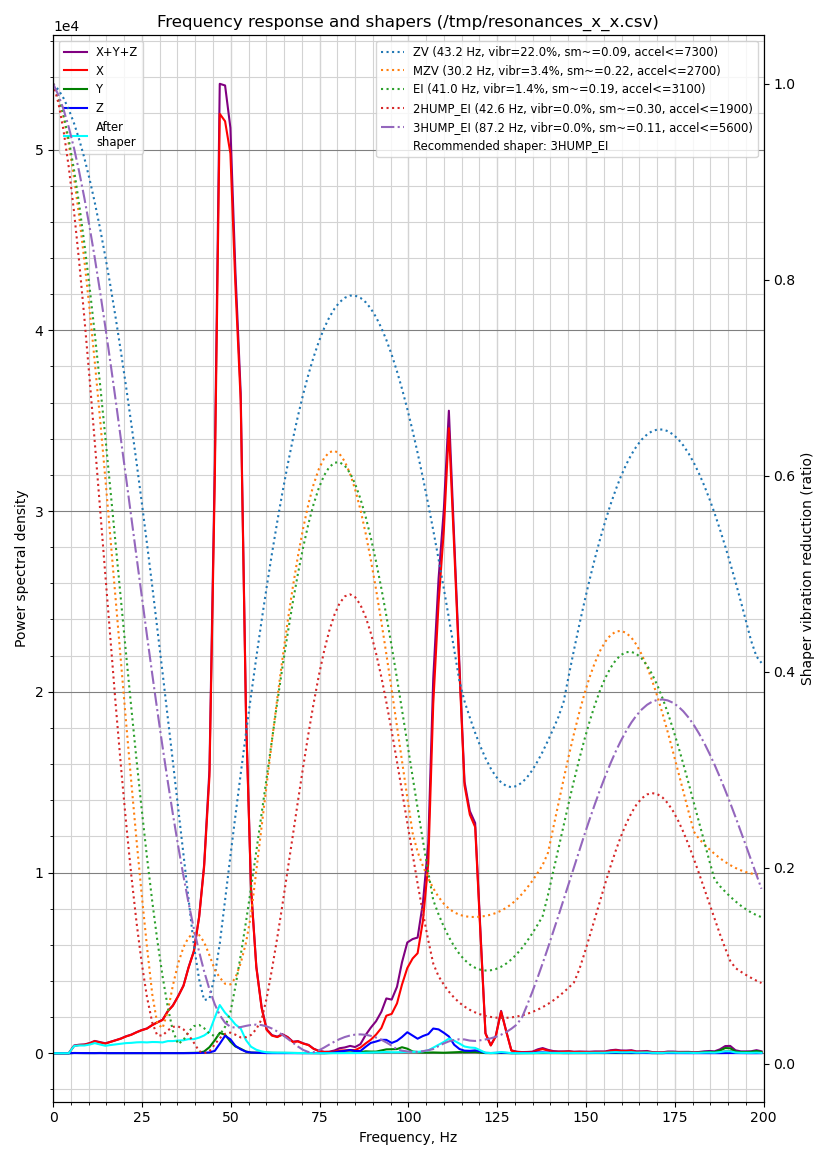 Frequency response and shapers (/tmp/resonances_x_x.csv)
1e4
X+Y+Z
X
Y
Z
After
shaper
ZV (43.2 Hz, vibr=22.0%, sm~=0.09, accel<=7300)
MZV (30.2 Hz, vibr=3.4%, sm~=0.22, accel<=2700)
EI (41.0 Hz, vibr=1.4%, sm~=0.19, accel<=3100)
2HUMP_EI (42.6 Hz, vibr=0.0%, sm~=0.30, accel<=1900)
3HUMP_EI (87.2 Hz, vibr=0.0%, sm~=0.11, accel<=5600)
Recommended shaper: 3HUMP_EI
Power spectral density
5
4
3
2
1
0
1.0
0.8
0.6
0.4
0.2
0.0
Shaper vibration reduction (ratio)
0
25
50
75
100
125
150
175
200
Frequency, Hz